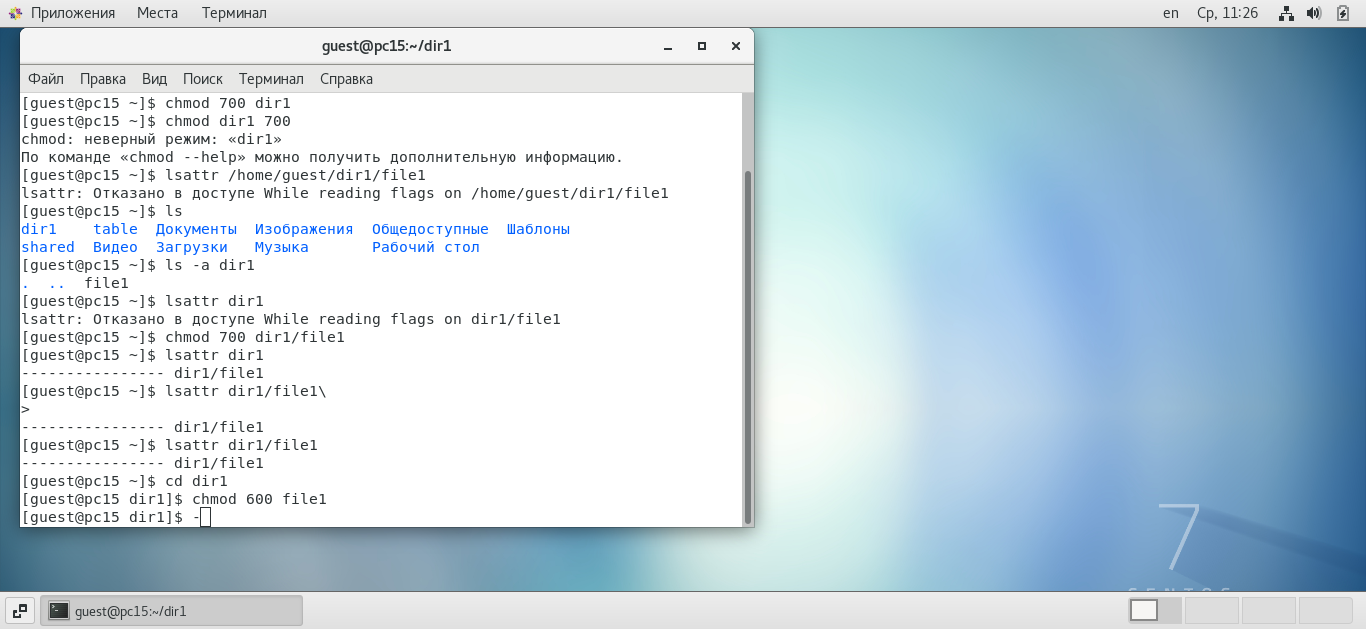 Приложения Места Терминал en Ср, 11:26
guest@pc15:~/dir1
Файл Правка Вид Поиск Терминал Справка
[guest@pc15 ~]$ chmod 700 dir1
[guest@pc15 ~]$ chmod dir1 700
chmod: неверный режим: «dir1»
По команде «chmod --help» можно получить дополнительную информацию.
[guest@pc15 ~]$ lsattr /home/guest/dir1/file1
lsattr: Отказано в доступе While reading flags on /home/guest/dir1/file1
[guest@pc15 ~]$ ls
dir1 table Документы Изображения Общедоступные Шаблоны
shared Видео Загрузки Музыка Рабочий стол
[guest@pc15 ~]$ ls -a dir1
. .. file1
[guest@pc15 ~]$ lsattr dir1
lsattr: Отказано в доступе While reading flags on dir1/file1
[guest@pc15 ~]$ chmod 700 dir1/file1
[guest@pc15 ~]$ lsattr dir1
---------------- dir1/file1
[guest@pc15 ~]$ lsattr dir1/file1\
>
---------------- dir1/file1
[guest@pc15 ~]$ lsattr dir1/file1
---------------- dir1/file1
[guest@pc15 ~]$ cd dir1
[guest@pc15 dir1]$ chmod 600 file1
[guest@pc15 dir1]$ -
7
CENTOS
guest@pc15:~/dir1